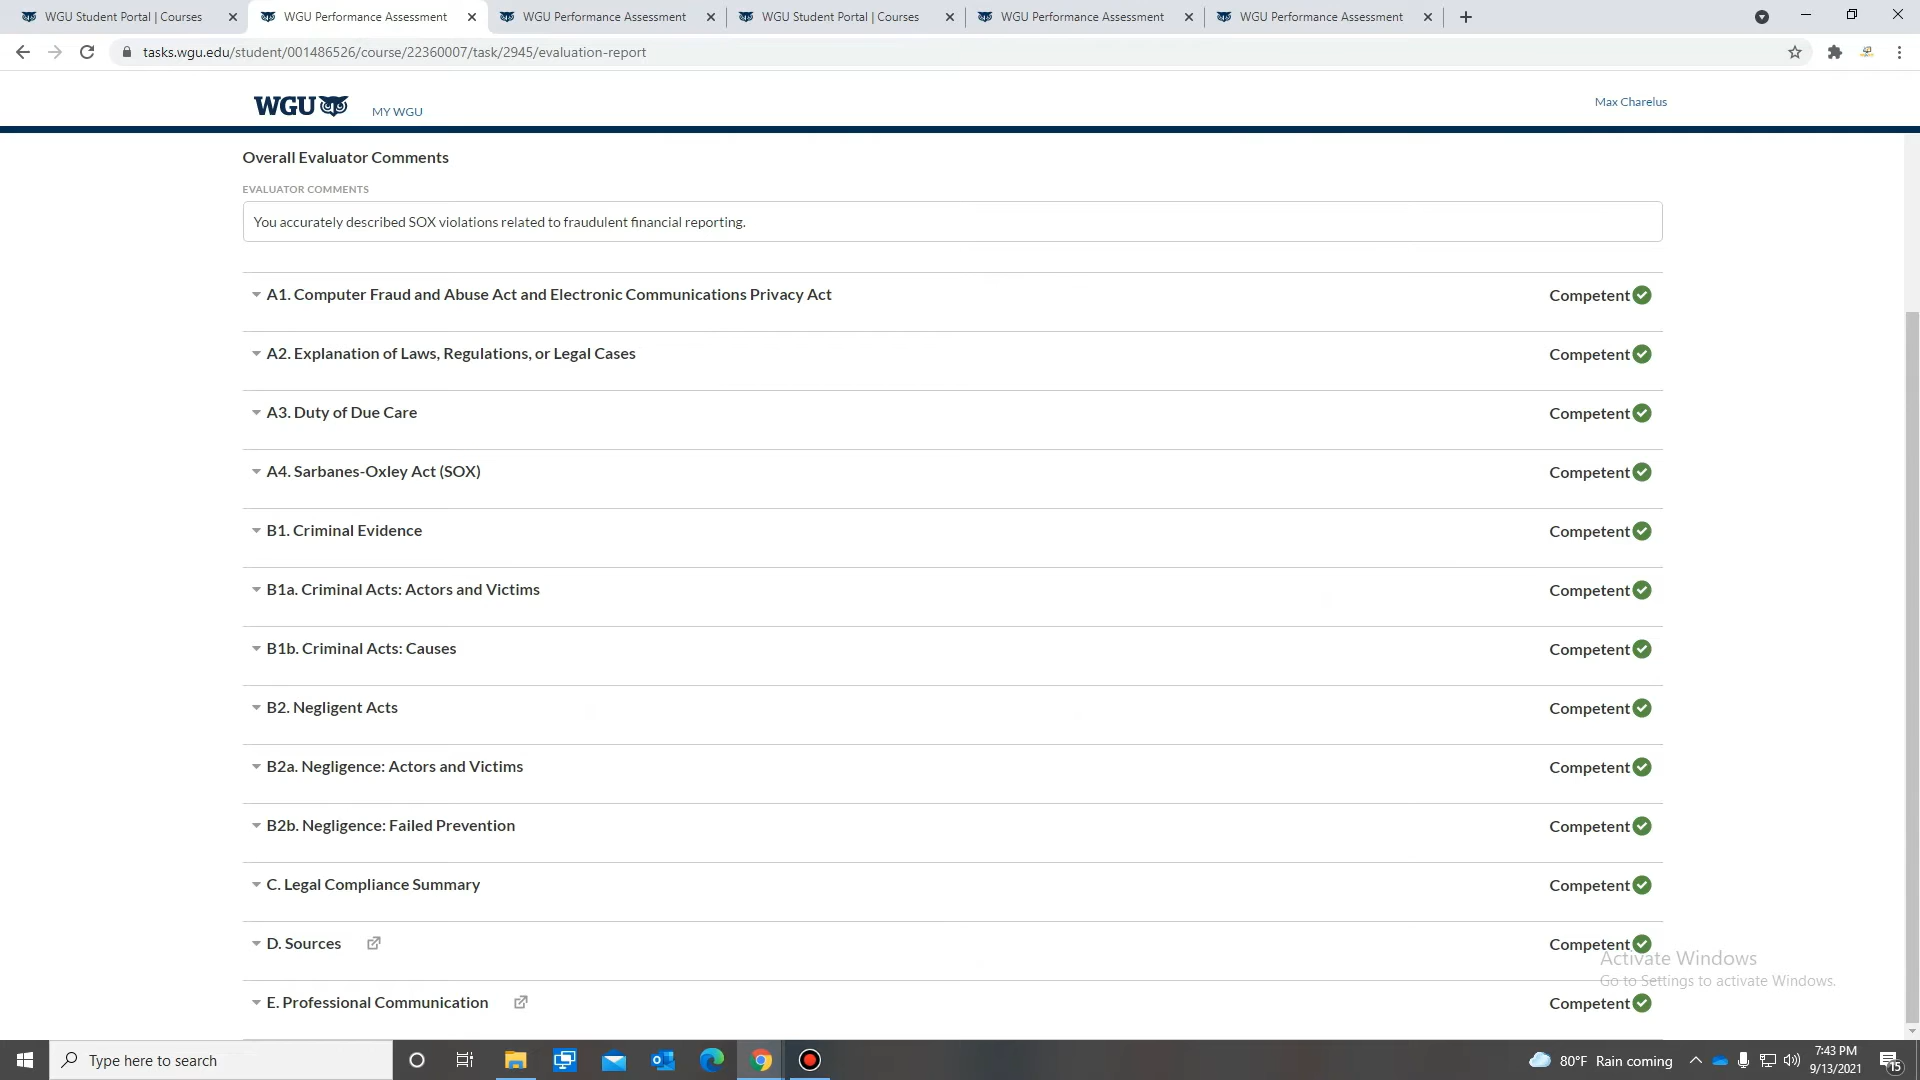 WGU Student Portal | Courses
WGU Performance Assessment
WGU Performance Assessment
WGU Student Portal | Courses
WGU Performance Assessment
WGU Performance Assessment
tasks.wgu.edu/student/001486526/course/22360007/task/2945/evaluation-report
WGU
MY WGU
Max Charelus
Overall Evaluator Comments
EVALUATOR COMMENTS
You accurately described SOX violations related to fraudulent financial reporting.
A1. Computer Fraud and Abuse Act and Electronic Communications Privacy Act Competent
A2. Explanation of Laws, Regulations, or Legal Cases Competent
A3. Duty of Due Care Competent
A4. Sarbanes-Oxley Act (SOX) Competent
B1. Criminal Evidence Competent
B1a. Criminal Acts: Actors and Victims Competent
B1b. Criminal Acts: Causes Competent
B2. Negligent Acts Competent
B2a. Negligence: Actors and Victims Competent
B2b. Negligence: Failed Prevention Competent
C. Legal Compliance Summary Competent
D. Sources Competent
Activate Windows
Go to Settings to activate Windows.
E. Professional Communication Competent
Type here to search
80°F Rain coming
7:43 PM
9/13/2021
15